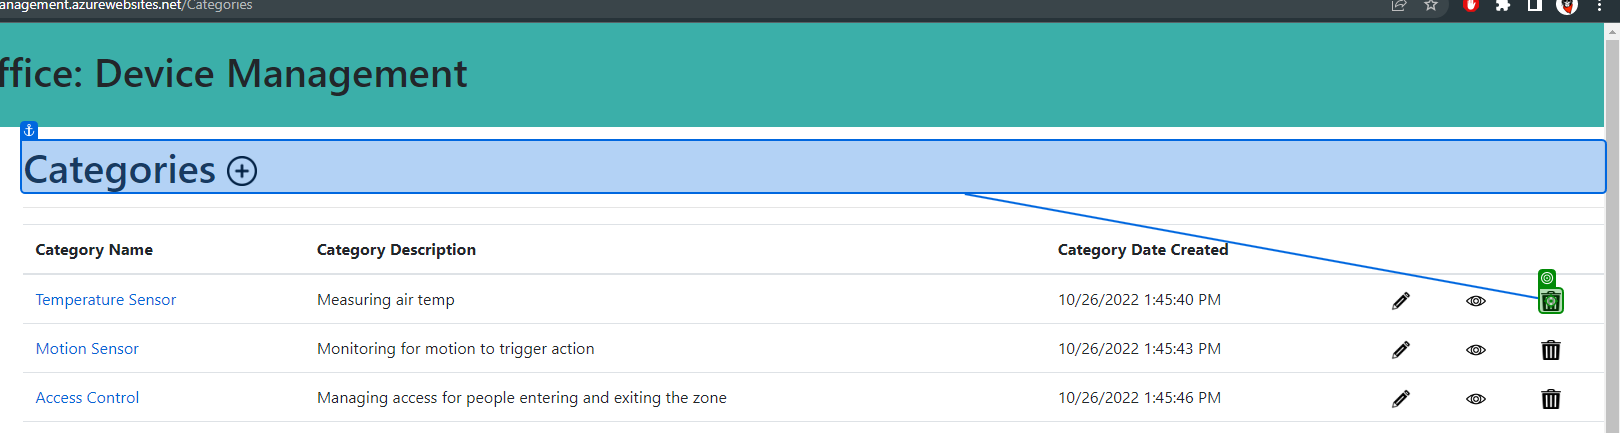 anagement.azurewebsites.net/Categories
ffice: Device Management
Categories
Category Name Category Description Category Date Created
Temperature Sensor Measuring air temp 10/26/2022 1:45:40 PM
Motion Sensor Monitoring for motion to trigger action 10/26/2022 1:45:43 PM
Access Control Managing access for people entering and exiting the zone 10/26/2022 1:45:46 PM